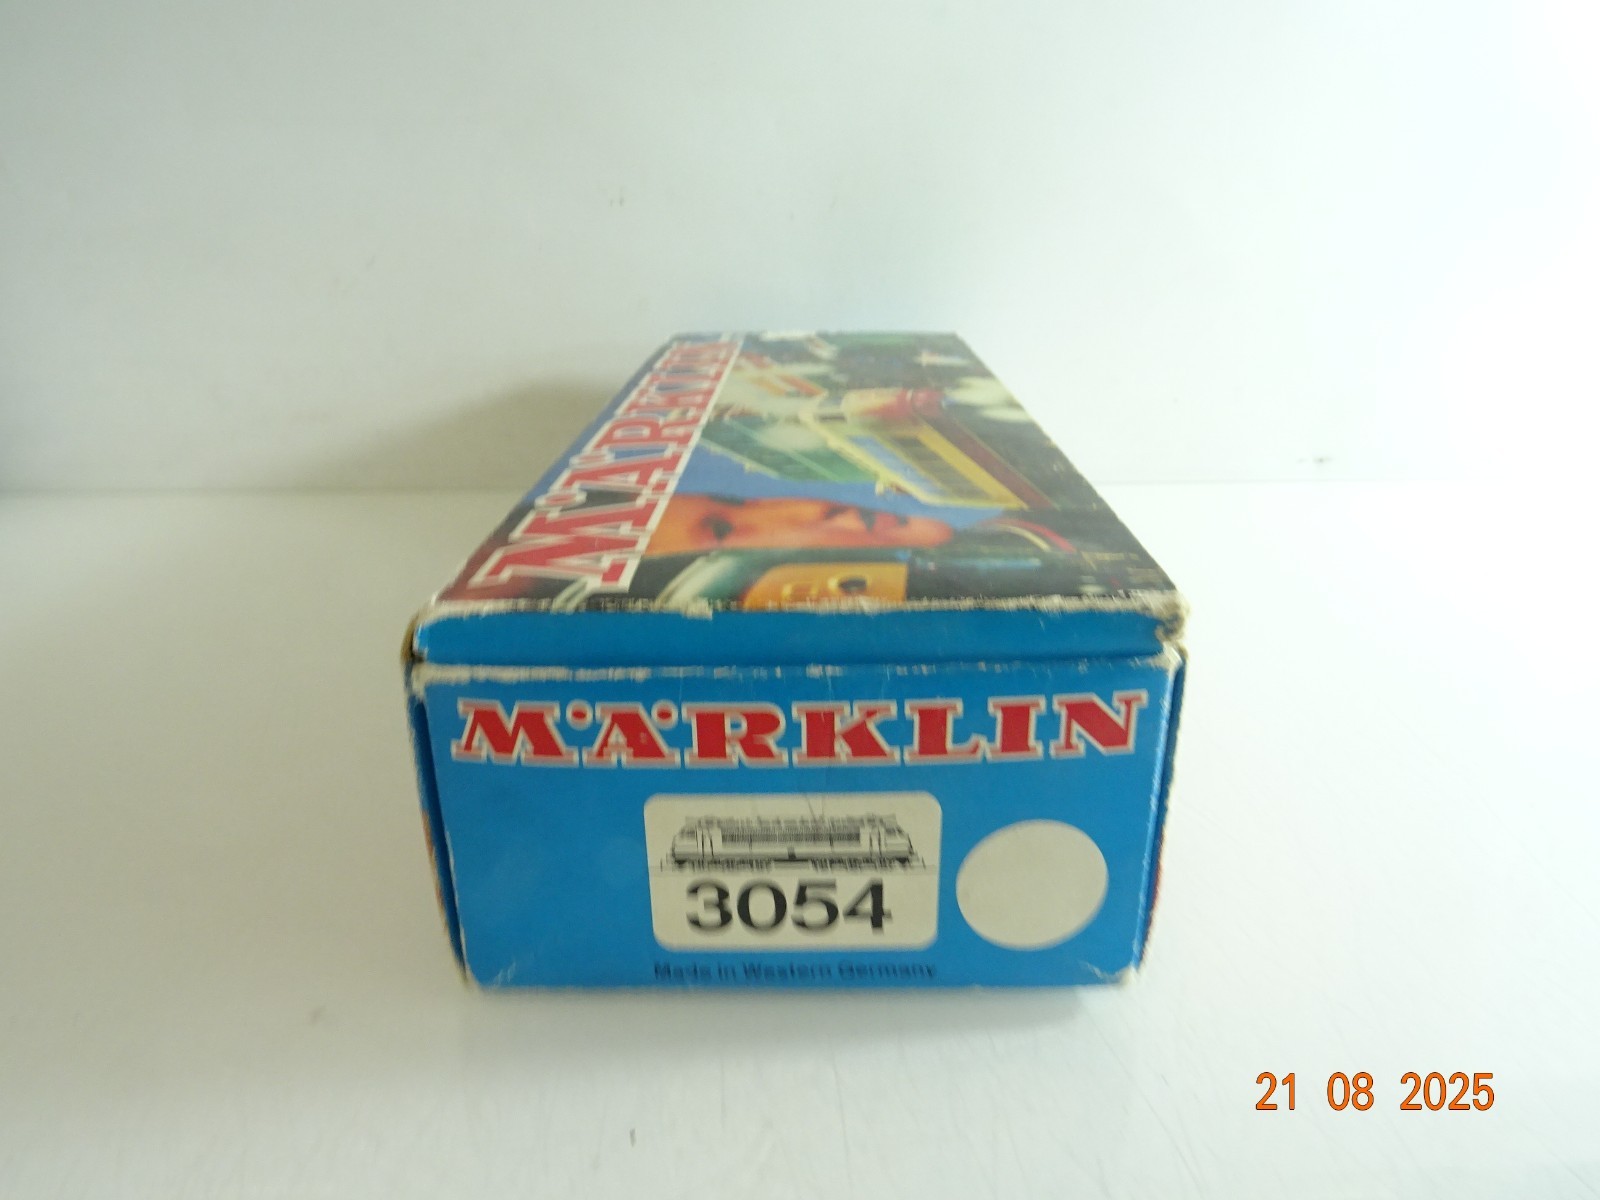 MÄRKLIN
MÄRKLIN
3054
Made in Western Germany
21 08 2025